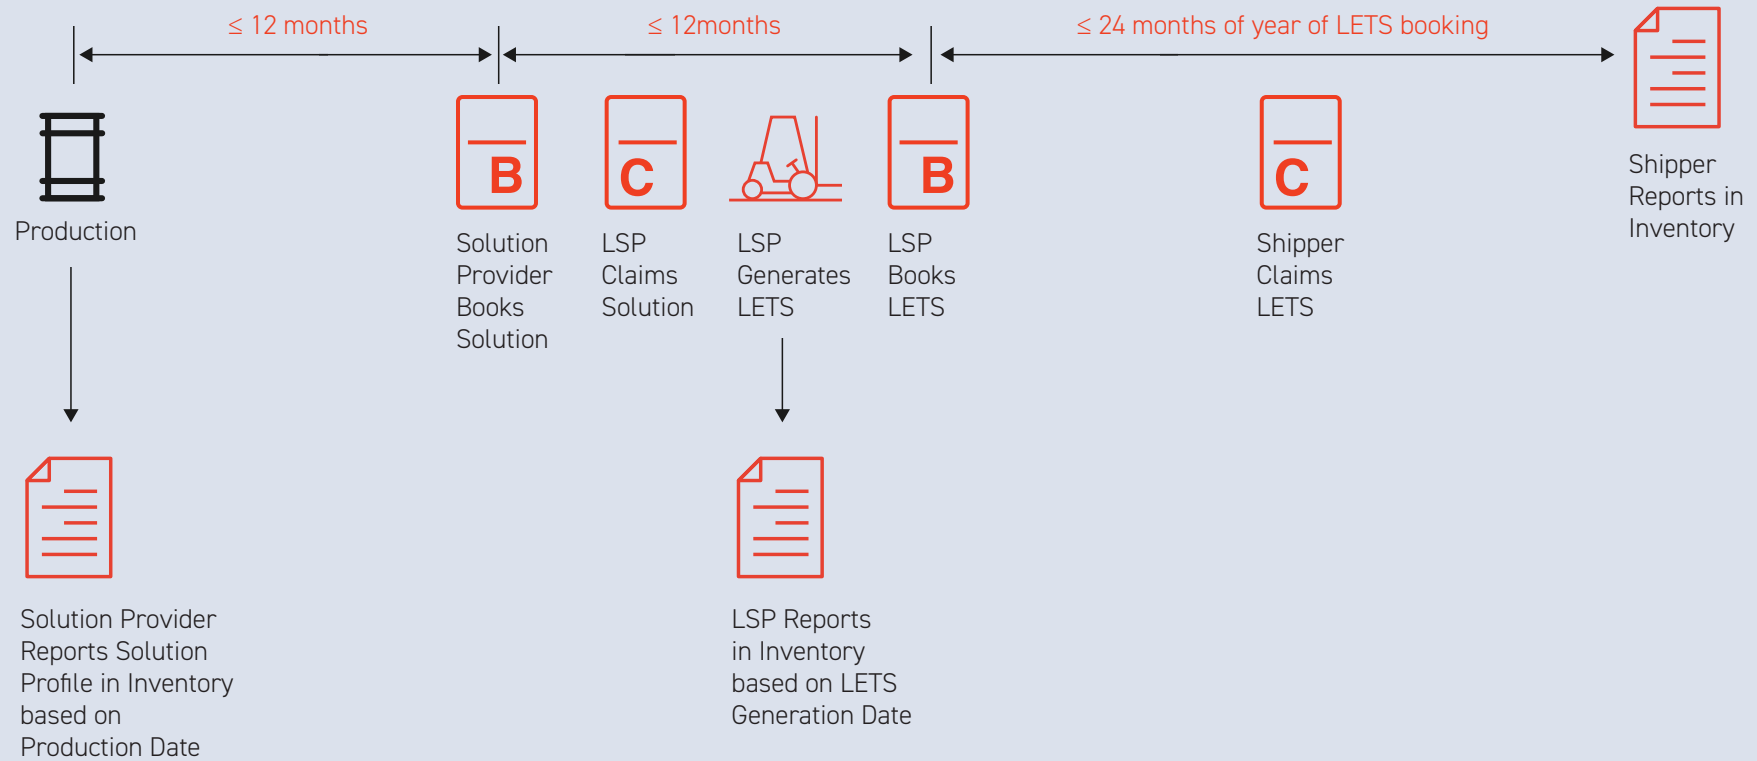 ≤ 12 months
≤ 12months
≤ 24 months of year of LETS booking
B
C
B
C
Production
Solution
Provider
Books
Solution
LSP
Claims
Solution
LSP
Generates
LETS
LSP
Books
LETS
Shipper
Claims
LETS
Shipper
Reports in
Inventory
Solution Provider
Reports Solution
Profile in Inventory
based on
Production Date
LSP Reports
in Inventory
based on LETS
Generation Date